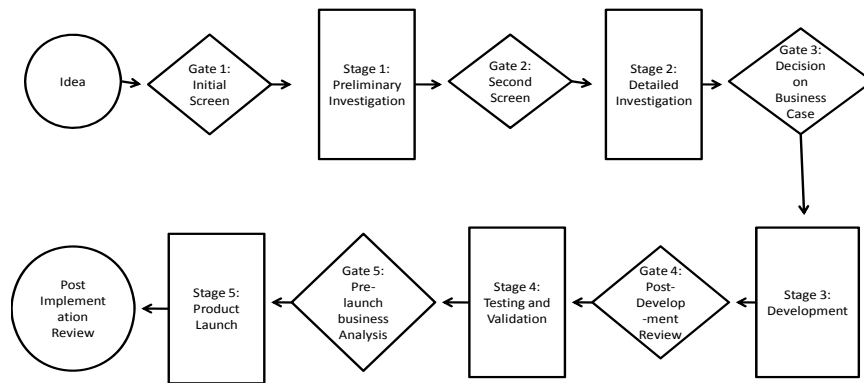 Idea
Gate 1:
Initial
Screen
Stage 1:
Preliminary
Investigation
Gate 2:
Second
Screen
Stage 2:
Detailed
Investigation
Gate 3:
Decision
on
Business
Case
Stage 3:
Development
Gate 4:
Post-
Develop
-ment
Review
Stage 4:
Testing and
Validation
Gate 5:
Pre-
launch
business
Analysis
Stage 5:
Product
Launch
Post
Implement
ation
Review